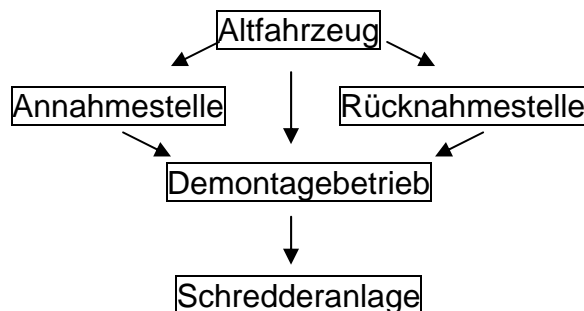 Altfahrzeug
Annahmestelle Rücknahmestelle
Demontagebetrieb
Schredderanlage